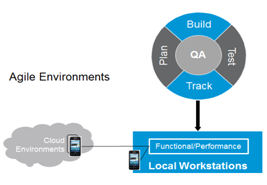 Build
Plan
QA
Test
Track
Agile Environments
Cloud
Environments
Functional/Performance
Local Workstations